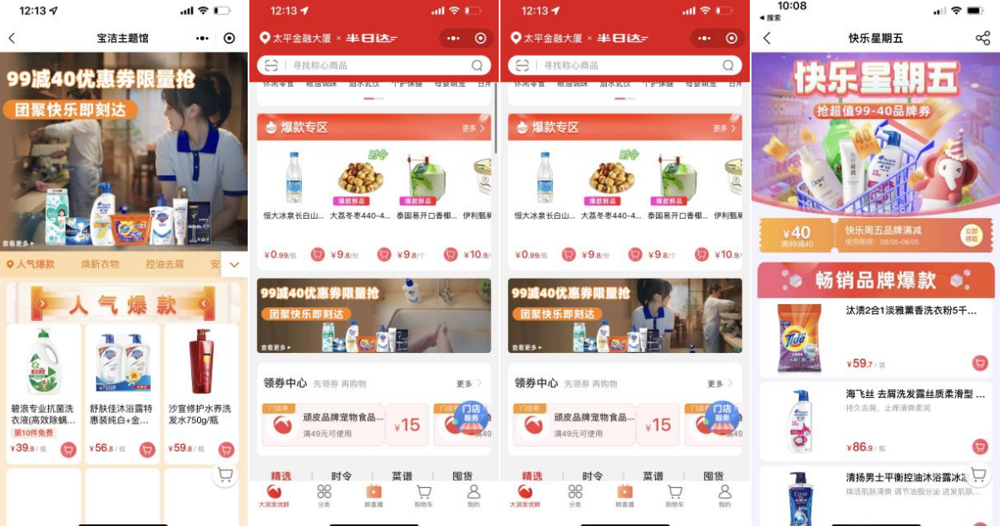 12:13
宝洁主题馆
99减40优惠券限量抢
团聚快乐即刻达
查看更多
人气爆款
焕新衣物
控油去屑
安
人气爆款
碧浪专业抗菌洗
衣液(高效除螨...
第10件免费
¥39.9/瓶
舒肤佳沐浴露特
惠装纯白+金...
¥56.8/瓶
沙宣修护水养洗
发水750g/瓶
¥59.8/瓶
12:13
太平金融大厦 × 半日达
寻找称心商品
休闲零食
粮油调味
酒水乳饮
个护保健
母婴萌宠
日用
爆款专区
更多
时令
爆款鲜品
爆款鲜品
恒大冰泉长白山...
大荔冬枣440-4...
泰国易开口香椰...
伊利甄稀
¥0.99/瓶
¥9.8/份
¥9.8/个
¥10.9/
99减40优惠券限量抢
团聚快乐即刻达
查看更多
领券中心 先领券 再购物
更多
门店券
顽皮品牌宠物食品...
满49元可使用
¥15
门店
服务
精选
时令
菜谱
囤货
大润发优鲜
分类
鲜直播
购物车
我的
12:13
太平金融大厦 × 半日达
寻找称心商品
休闲零食
粮油调味
酒水乳饮
个护保健
母婴萌宠
日用
爆款专区
更多
时令
爆款鲜品
爆款鲜品
恒大冰泉长白山...
大荔冬枣440-4...
泰国易开口香椰...
伊利甄稀
¥0.99/瓶
¥9.8/份
¥9.8/个
¥10.9/
99减40优惠券限量抢
团聚快乐即刻达
查看更多
领券中心 先领券 再购物
更多
门店券
顽皮品牌宠物食品...
满49元可使用
¥15
门店
服务
精选
时令
菜谱
囤货
大润发优鲜
分类
鲜直播
购物车
我的
10:08
搜索
快乐星期五
快乐星期五
抢超值99-40品牌券
40
Dove
¥40
满99减40
快乐周五品牌满减
使用期限 08/05-08/05
立即
领取
畅销品牌爆款
Tide
汰渍2合1淡雅薰香洗衣粉5千...
¥59.7/袋
海飞丝 去屑洗发露丝质柔滑型 ...
持久去屑，止痒清爽柔润
¥86.9/瓶
CLEAR
清扬男士平衡控油沐浴露冰
焕活肌肤清爽 调节油脂分泌 迸发肌肤...